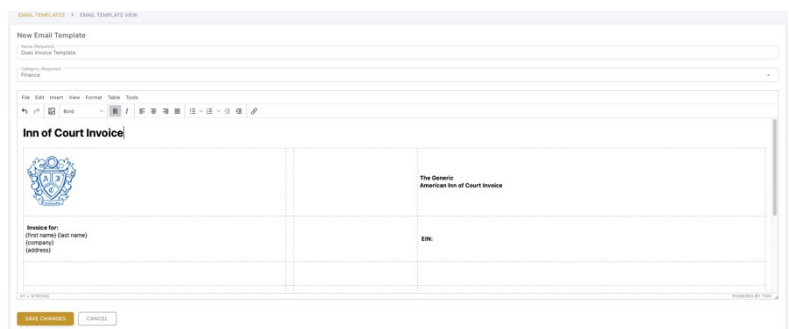 EMAIL TEMPLATES > EMAIL TEMPLATE VIEW
New Email Template
Name (Required)
Dues Invoice Template
Category (Required)
Finance
File Edit Insert View Format Table Tools
Bold B I
Inn of Court Invoice
A J
C
The Generic
American Inn of Court Invoice
Invoice for:
{first name} {last name}
{company}
{address}
EIN:
H1 » STRONG
POWERED BY TINY
SAVE CHANGES CANCEL